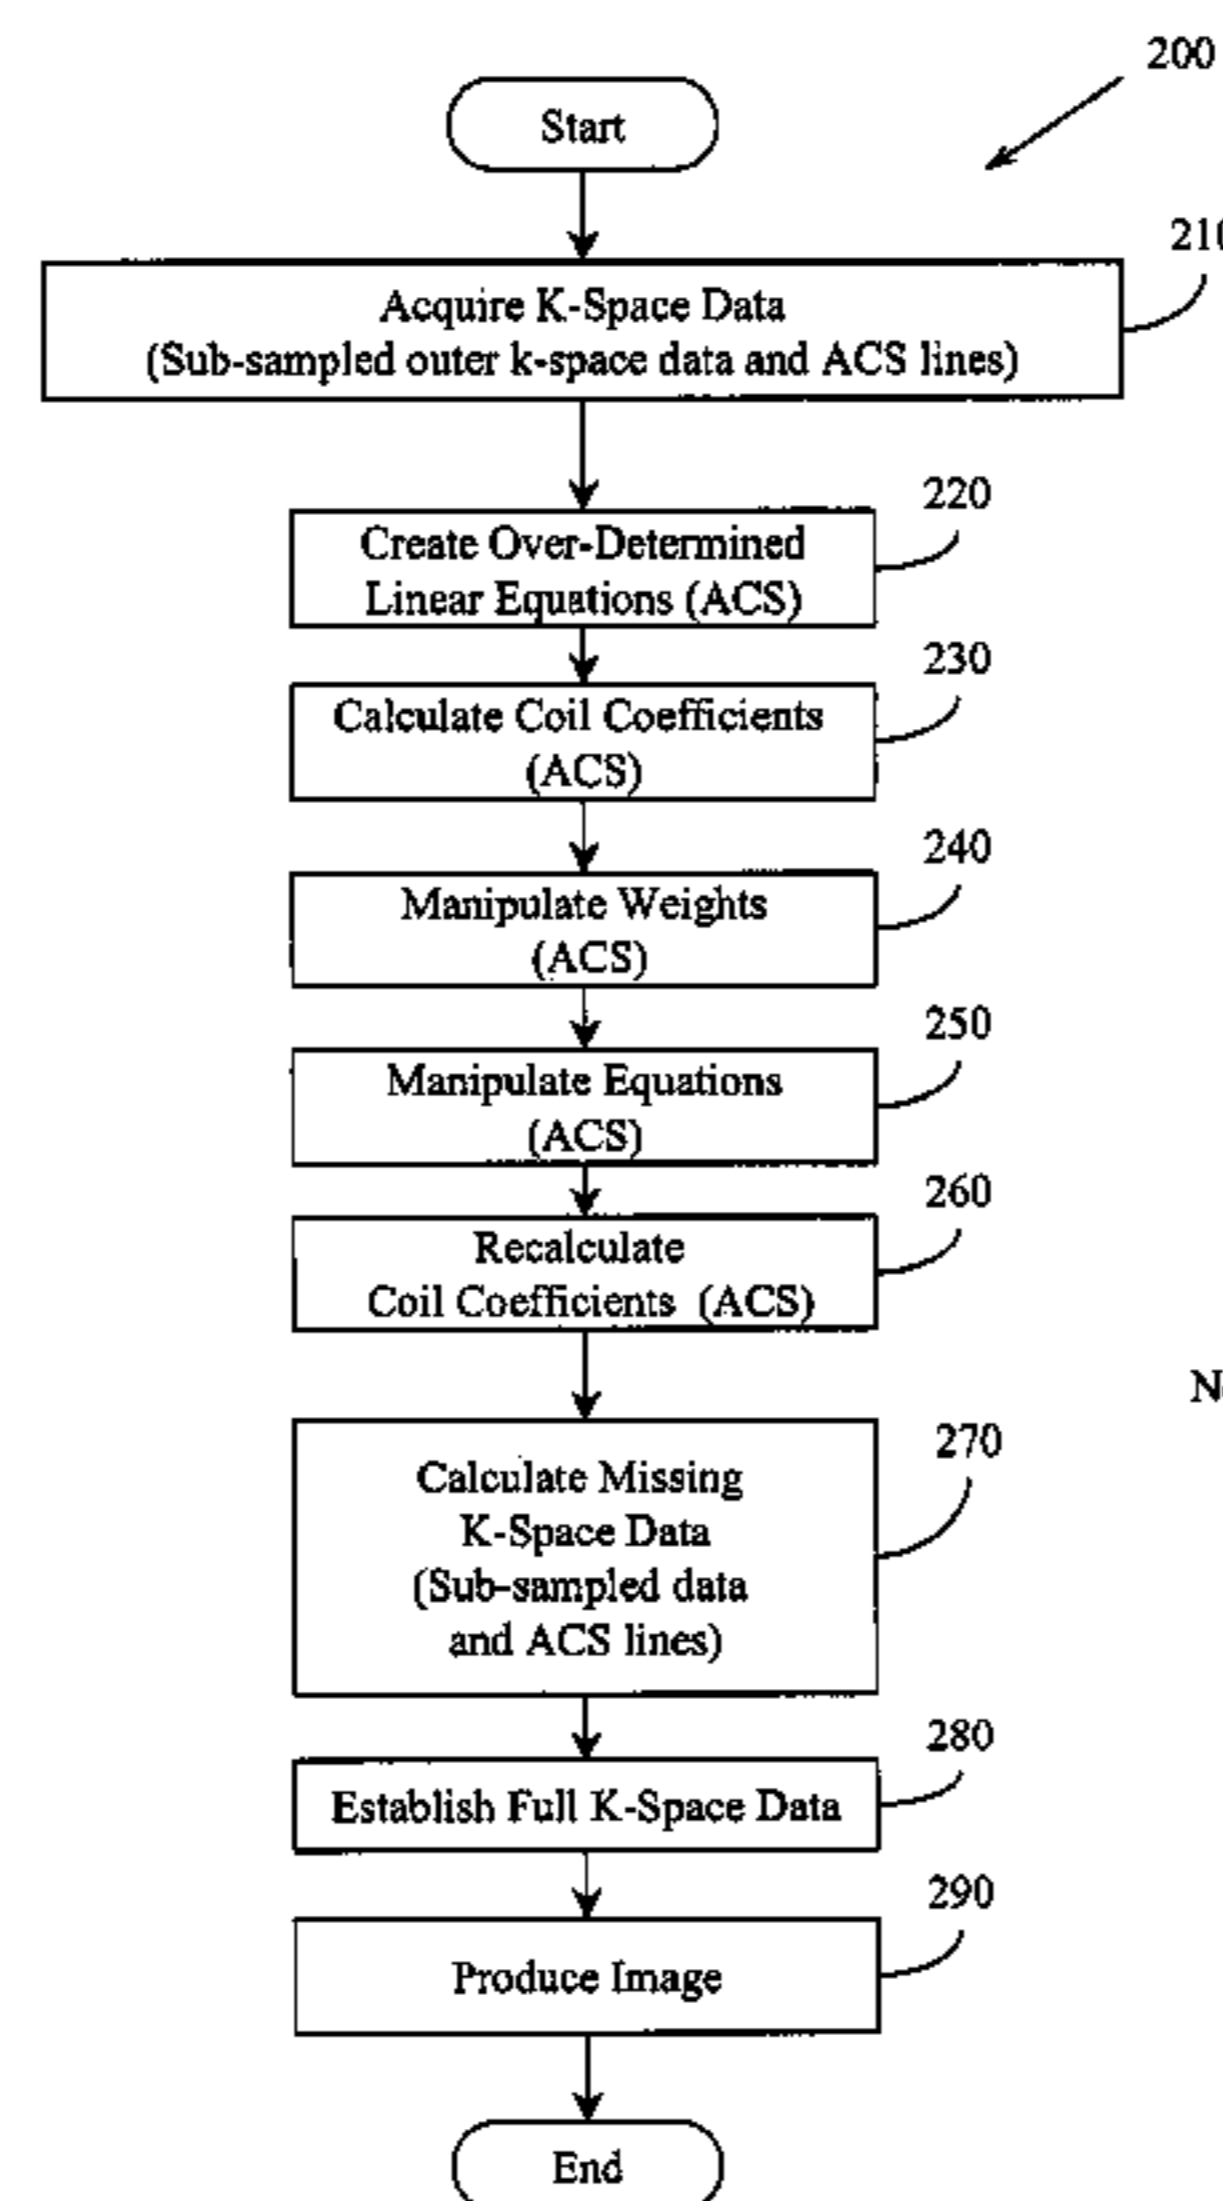 200
Start
210
Acquire K-Space Data
(Sub-sampled outer k-space data and ACS lines)
220
Create Over-Determined
Linear Equations (ACS)
230
Calculate Coil Coefficients
(ACS)
240
Manipulate Weights
(ACS)
250
Manipulate Equations
(ACS)
260
Recalculate
Coil Coefficients (ACS)
270
Calculate Missing
K-Space Data
(Sub-sampled data
and ACS lines)
280
Establish Full K-Space Data
290
Produce Image
End